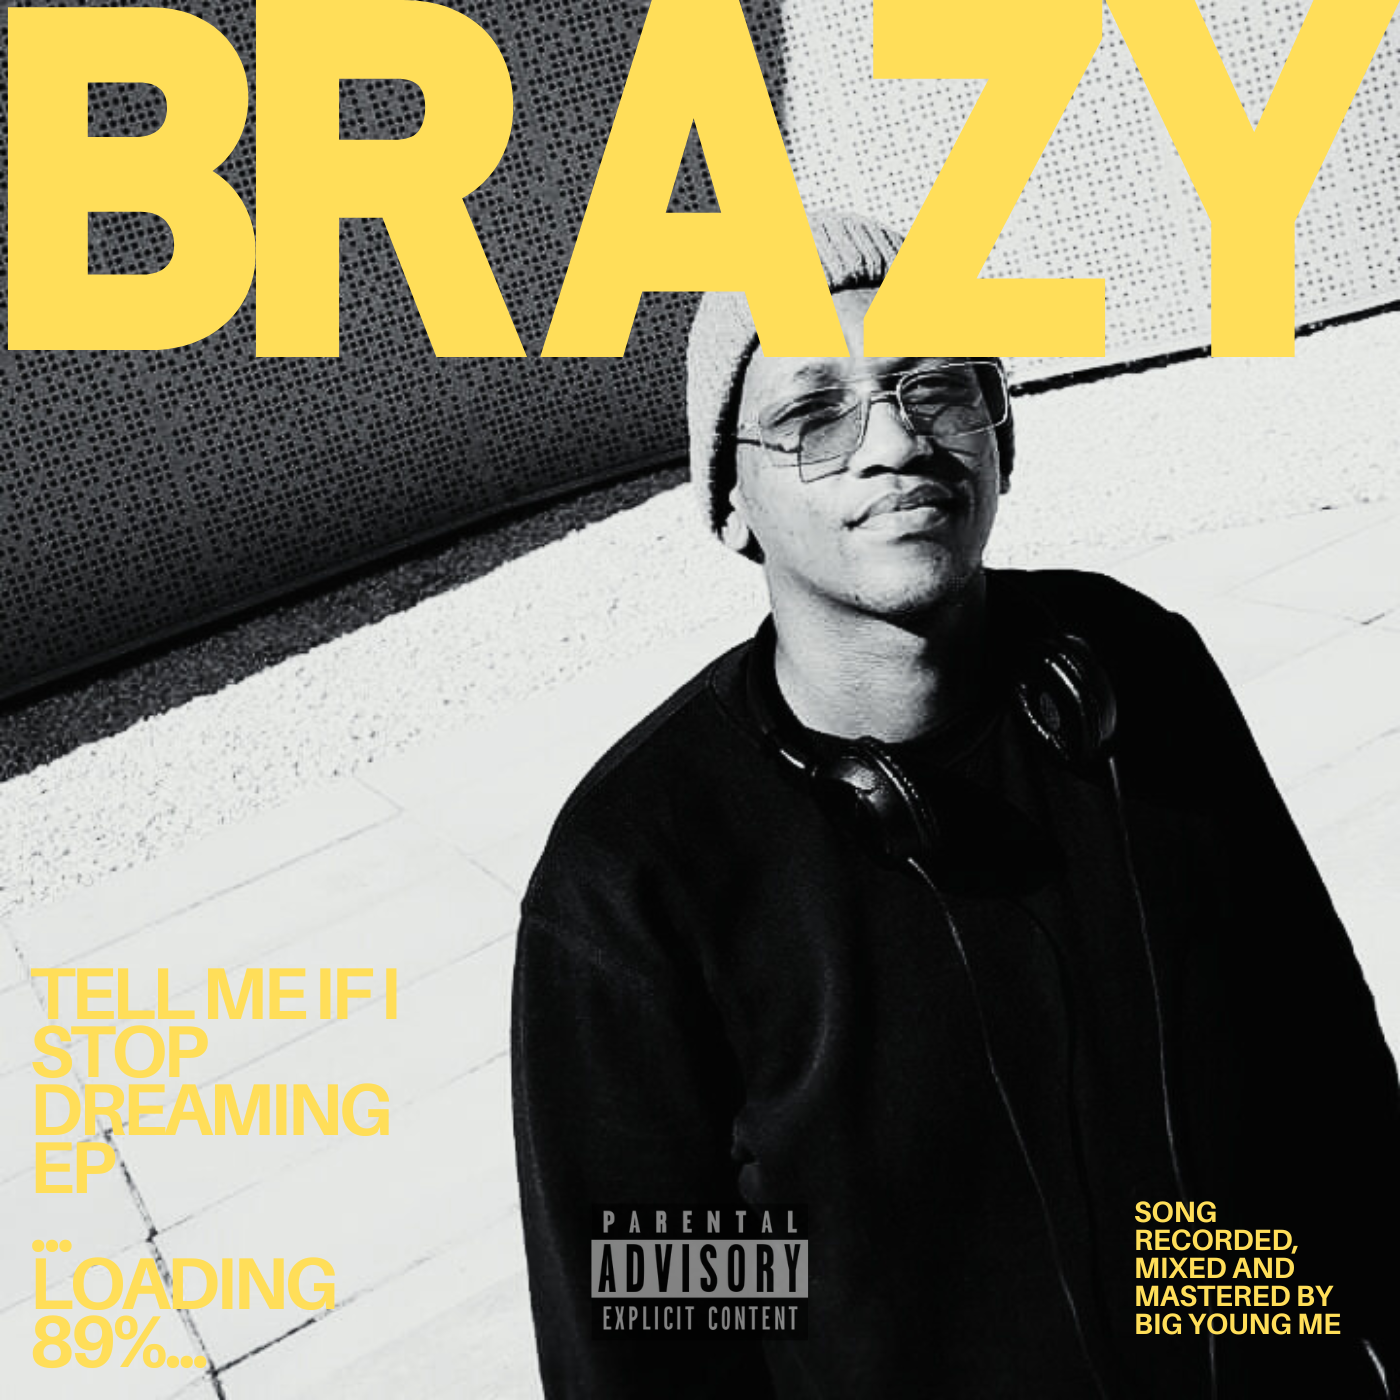 BRAZY
TELL ME IF I
STOP
DREAMING
EP
...
LOADING
89%...
PARENTAL
ADVISORY
EXPLICIT CONTENT
SONG
RECORDED,
MIXED AND
MASTERED BY
BIG YOUNG ME